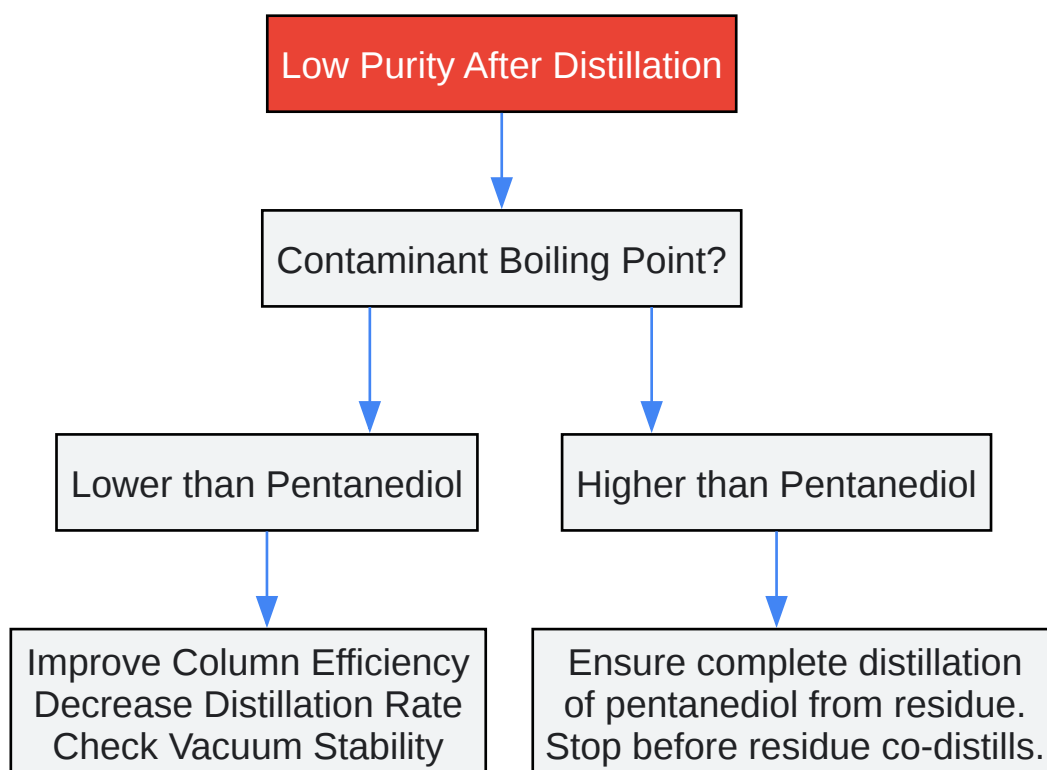 Low Purity After Distillation
Contaminant Boiling Point?
Lower than Pentanediol
Higher than Pentanediol
Improve Column Efficiency
Decrease Distillation Rate
Check Vacuum Stability
Ensure complete distillation
of pentanediol from residue.
Stop before residue co-distills.